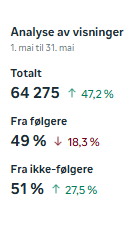 Analyse av visninger
1. mai til 31. mai
Totalt
64 275 ↑ 47,2 %
Fra følgere
49 % ↓ 18,3 %
Fra ikke-følgere
51 % ↑ 27,5 %